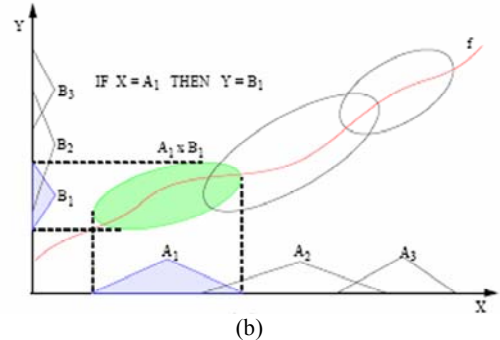 Y
f
B3
IF X = A1 THEN Y = B1
B2
A1 x B1
B1
A1
A2
A3
X
(b)